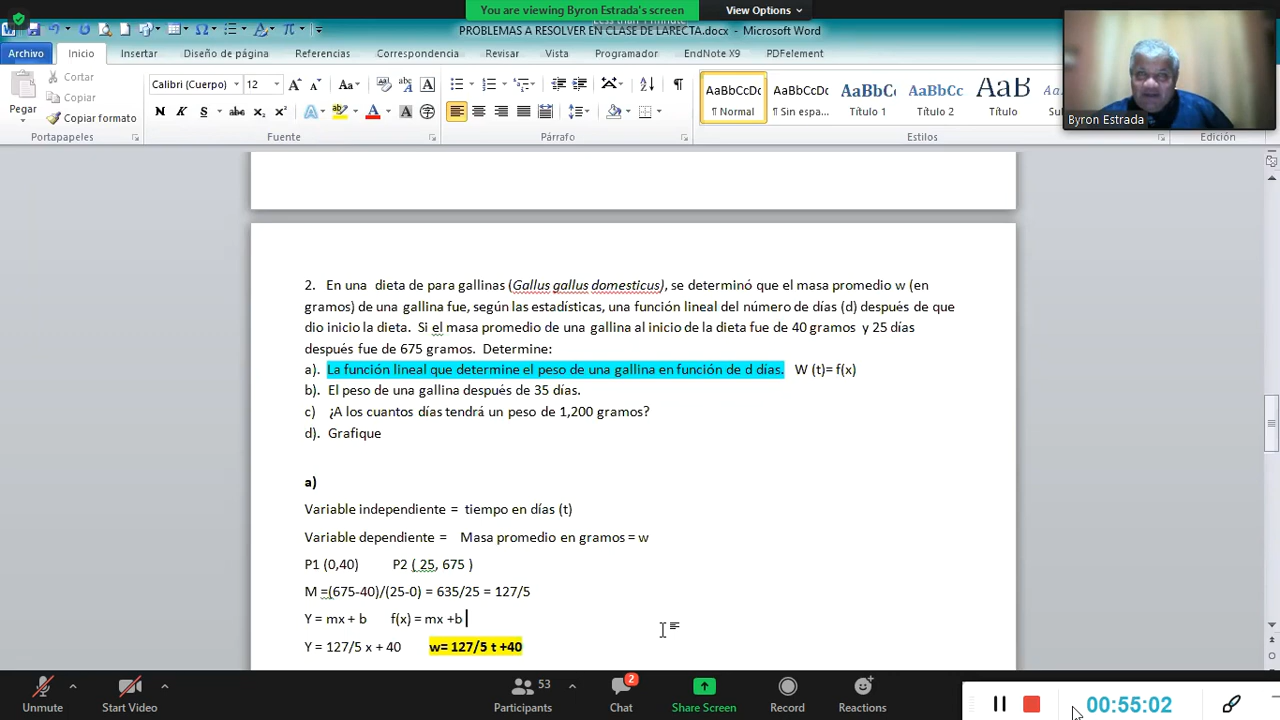 You are viewing Byron Estrada's screen
View Options
PROBLEMAS A RESOLVER EN CLASE DE LARECTA.docx - Microsoft Word
Archivo Inicio Insertar Diseño de página Referencias Correspondencia Revisar Vista Programador EndNote X9 PDFelement
Pegar
Cortar
Copiar
Copiar formato
Calibri (Cuerpo) 12
AaBbCcDc AaBbCcDc AaBbCc AaBbCc AaB
¶ Normal ¶ Sin espa... Título 1 Título 2 Título
Portapapeles Fuente Párrafo Estilos Edición
Byron Estrada
2. En una dieta de para gallinas (Gallus gallus domesticus), se determinó que el masa promedio w (en
gramos) de una gallina fue, según las estadísticas, una función lineal del número de días (d) después de que
dio inicio la dieta. Si el masa promedio de una gallina al inicio de la dieta fue de 40 gramos y 25 días
después fue de 675 gramos. Determine:
a). La función lineal que determine el peso de una gallina en función de d días. W (t)= f(x)
b). El peso de una gallina después de 35 días.
c) ¿A los cuantos días tendrá un peso de 1,200 gramos?
d). Grafique
a)
Variable independiente = tiempo en días (t)
Variable dependiente = Masa promedio en gramos = w
P1 (0,40) P2 ( 25, 675 )
M =(675-40)/(25-0) = 635/25 = 127/5
Y = mx + b f(x) = mx +b
Y = 127/5 x + 40 w= 127/5 t +40
Unmute
Start Video
53
Participants
2
Chat
Share Screen
Record
Reactions
00:55:02